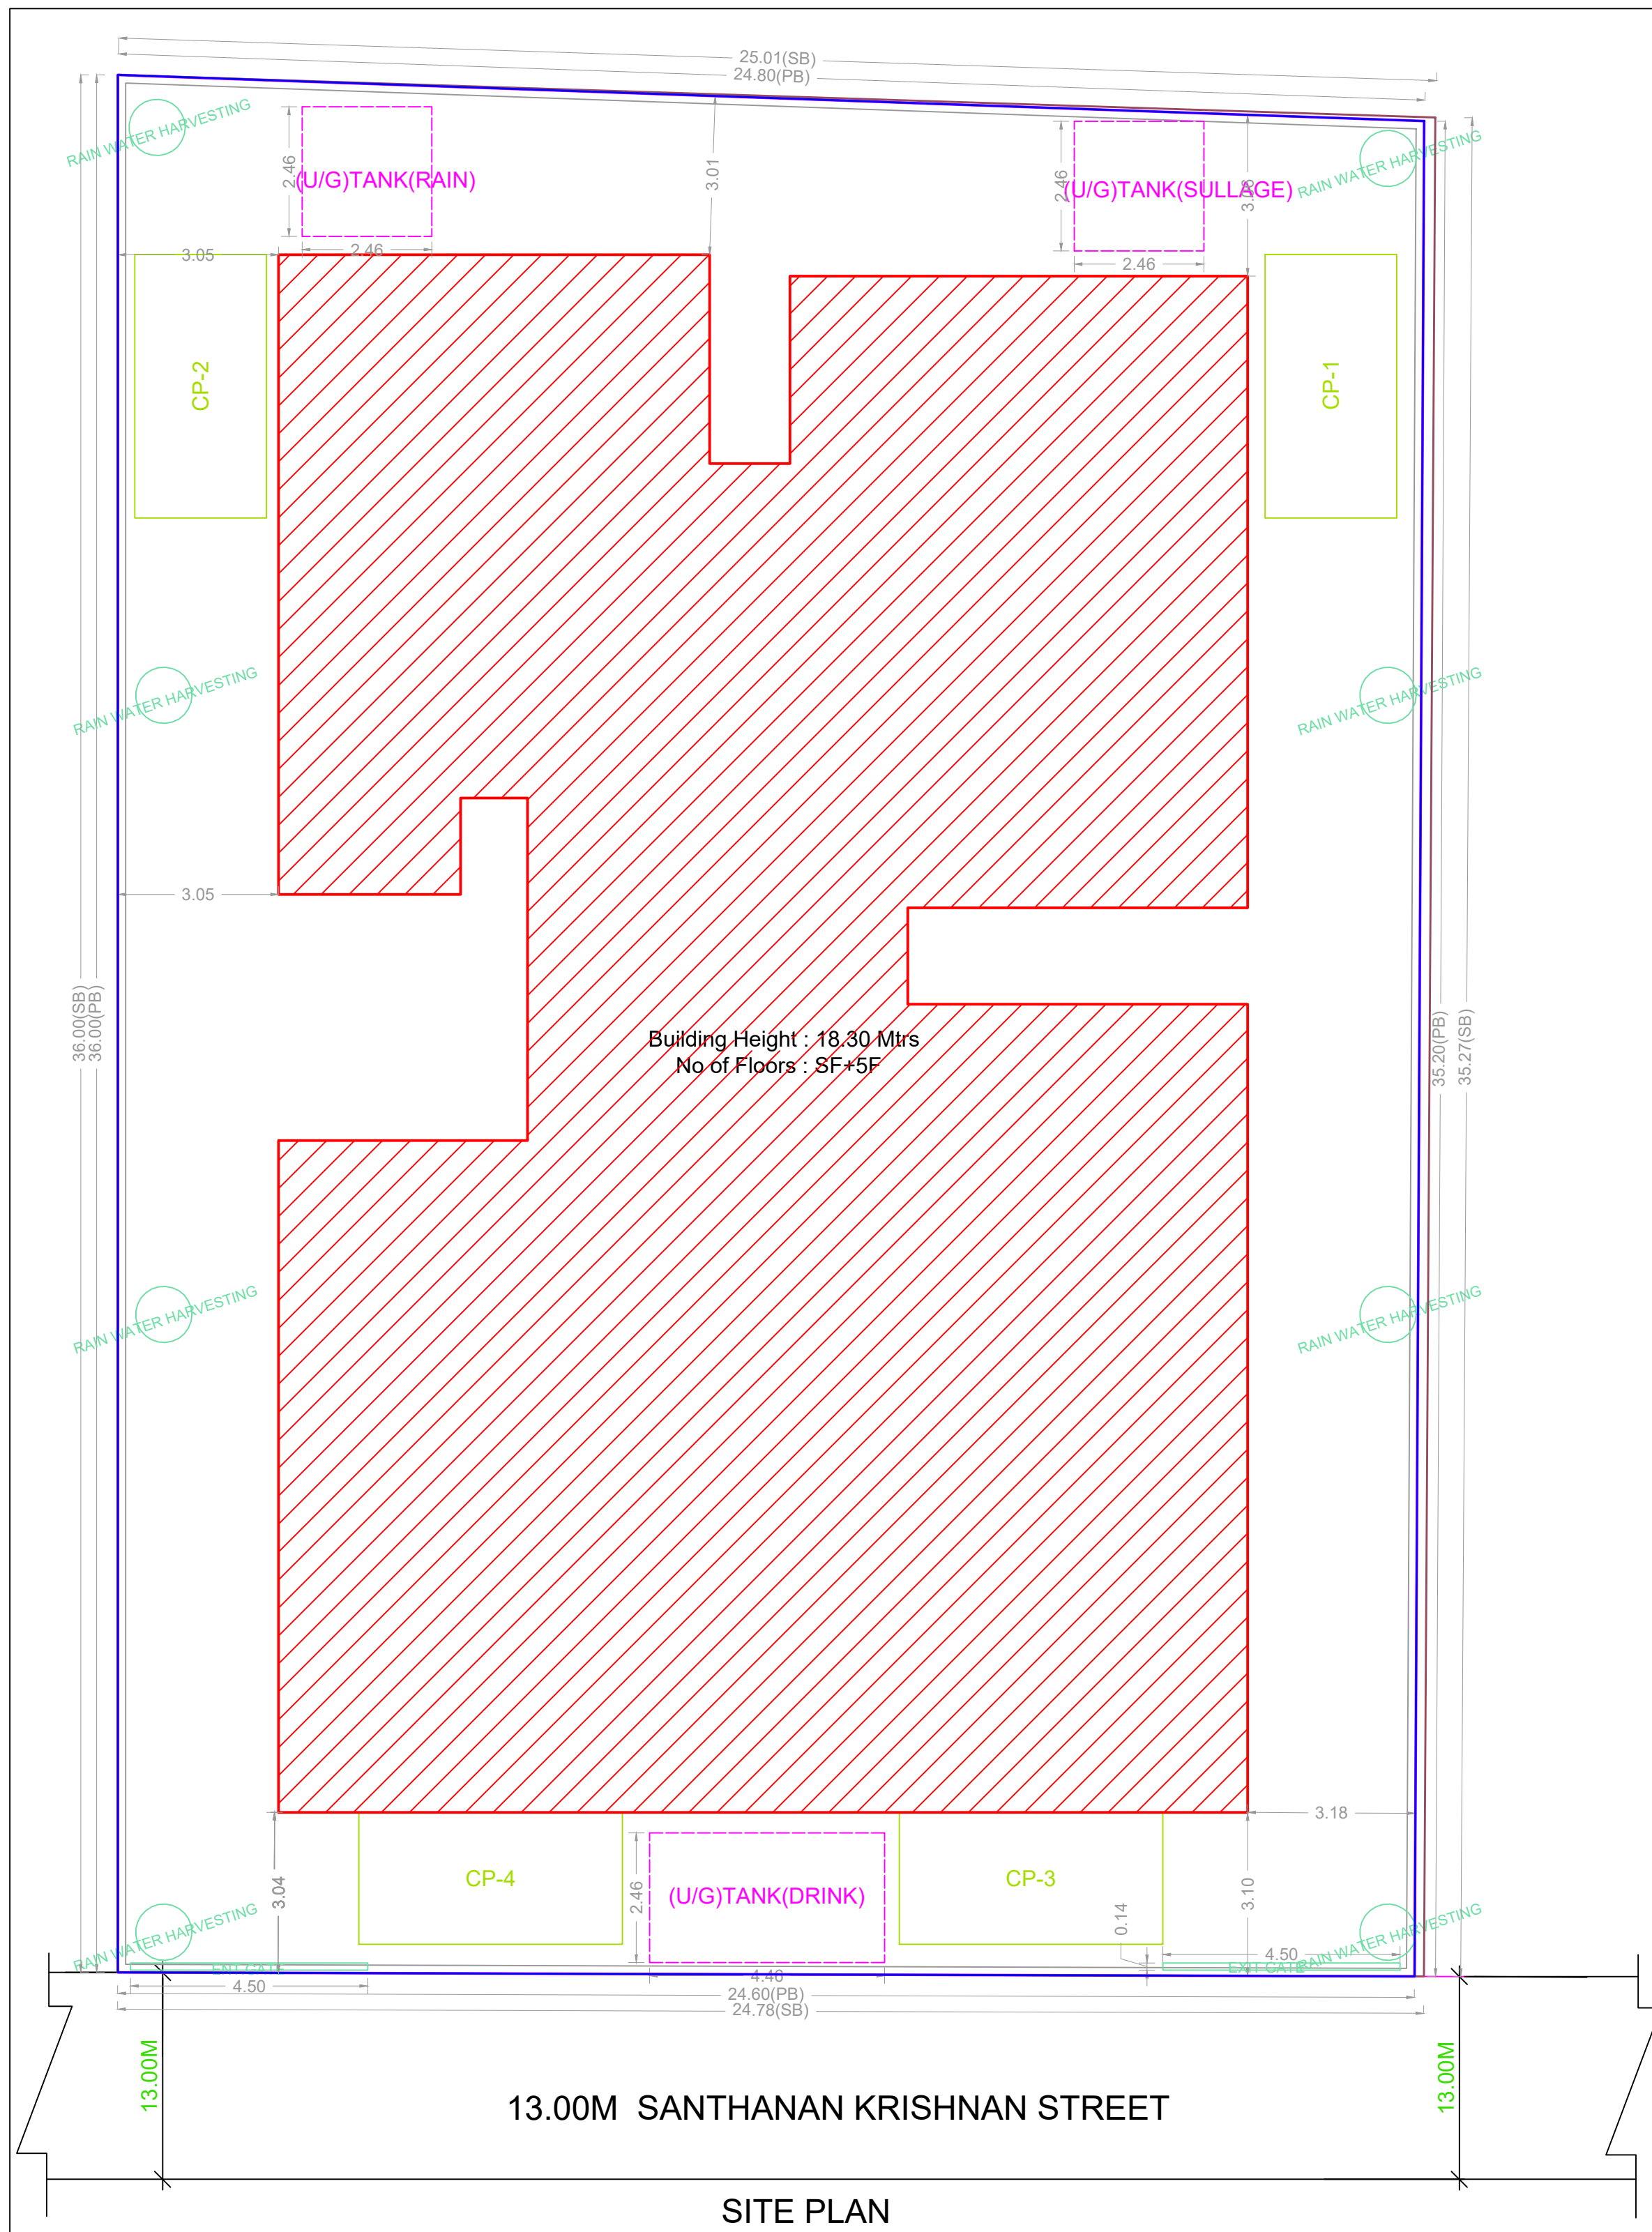 25.01(SB)
24.80(PB)
RAIN WATER HARVESTING
RAIN WATER HARVESTING
2.46
(U/G)TANK(RAIN)
2.46
3.01
2.46
(U/G)TANK(SULLAGE)
2.46
3.05
CP-2
CP-1
RAIN WATER HARVESTING
RAIN WATER HARVESTING
3.05
36.00(SB)
36.00(PB)
Building Height : 18.30 Mtrs
No of Floors : SF+5F
35.20(PB)
35.27(SB)
RAIN WATER HARVESTING
RAIN WATER HARVESTING
3.18
3.04
CP-4
2.46
(U/G)TANK(DRINK)
CP-3
0.14
3.10
RAIN WATER HARVESTING
RAIN WATER HARVESTING
4.50
EXIT GATE
4.46
4.50
24.60(PB)
24.78(SB)
13.00M
13.00M
13.00M SANTHANAN KRISHNAN STREET
SITE PLAN